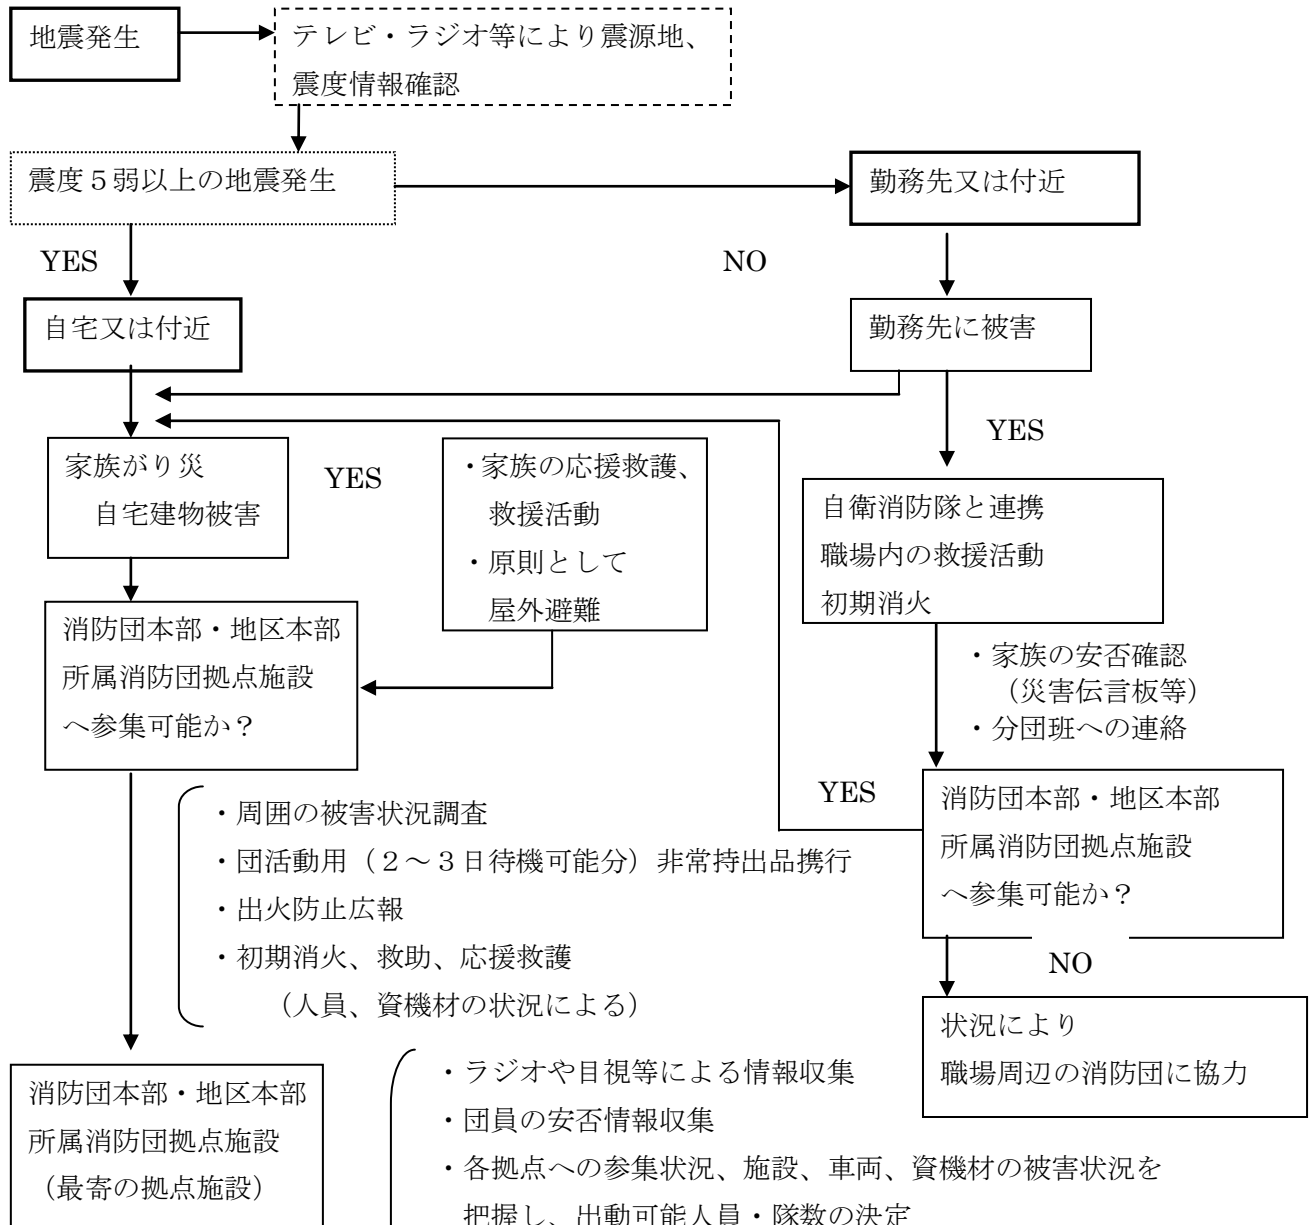 地震発生
テレビ・ラジオ等により震源地、
震度情報確認
震度５弱以上の地震発生
勤務先又は付近
YES
NO
自宅又は付近
勤務先に被害
YES
家族がり災
自宅建物被害
YES
・家族の応援救護、
救援活動
・原則として
屋外避難
自衛消防隊と連携
職場内の救援活動
初期消火
消防団本部・地区本部
所属消防団拠点施設
へ参集可能か？
・家族の安否確認
（災害伝言板等）
・分団班への連絡
YES
消防団本部・地区本部
所属消防団拠点施設
へ参集可能か？
・周囲の被害状況調査
・団活動用（２～３日待機可能分）非常持出品携行
・出火防止広報
・初期消火、救助、応援救護
（人員、資機材の状況による）
NO
状況により
職場周辺の消防団に協力
消防団本部・地区本部
所属消防団拠点施設
（最寄の拠点施設）
・ラジオや目視等による情報収集
・団員の安否情報収集
・各拠点への参集状況、施設、車両、資機材の被害状況を
把握し、出動可能人員・隊数の決定